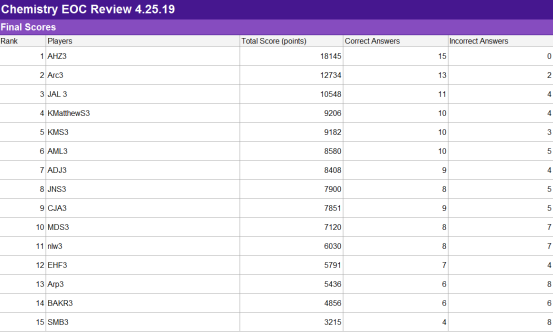 Chemistry EOC Review 4.25.19
Final Scores
Rank Players Total Score (points) Correct Answers Incorrect Answers
1 AHZ3 18145 15 0
2 Arc3 12734 13 2
3 JAL 3 10548 11 4
4 KMatthewS3 9206 10 4
5 KMS3 9182 10 3
6 AML3 8580 10 5
7 ADJ3 8408 9 4
8 JNS3 7900 8 5
9 CJA3 7851 9 5
10 MDS3 7120 8 7
11 nlw3 6030 8 7
12 EHF3 5791 7 4
13 Arp3 5436 6 8
14 BAKR3 4856 6 6
15 SMB3 3215 4 8